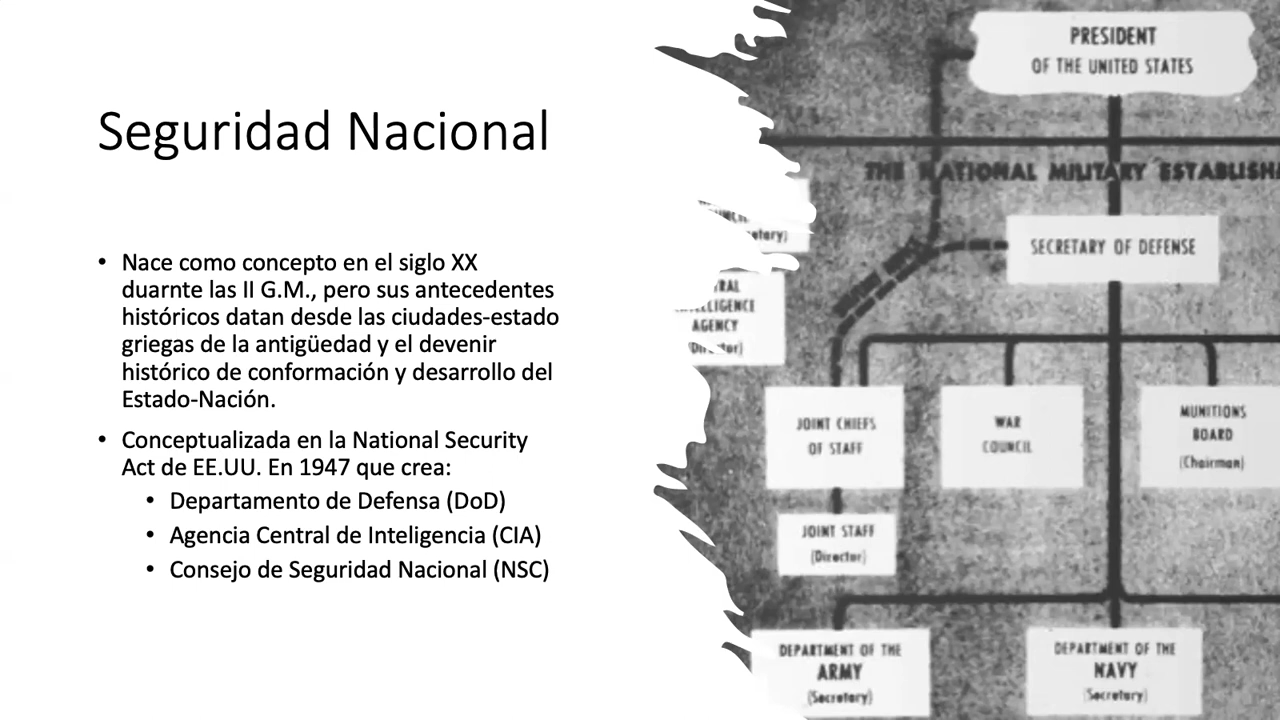 Seguridad Nacional
• Nace como concepto en el siglo XX
duarnte las II G.M., pero sus antecedentes
históricos datan desde las ciudades-estado
griegas de la antigüedad y el devenir
histórico de conformación y desarrollo del
Estado-Nación.
• Conceptualizada en la National Security
Act de EE.UU. En 1947 que crea:
• Departamento de Defensa (DoD)
• Agencia Central de Inteligencia (CIA)
• Consejo de Seguridad Nacional (NSC)
PRESIDENT
OF THE UNITED STATES
THE NATIONAL MILITARY ESTABLISH
SECRETARY OF DEFENSE
AGENCY
JOINT CHIEFS
OF STAFF
WAR
COUNCIL
MUNITIONS
BOARD
(Chairman)
JOINT STAFF
(Director)
DEPARTMENT OF THE
ARMY
(Secretary)
DEPARTMENT OF THE
NAVY
(Secretary)